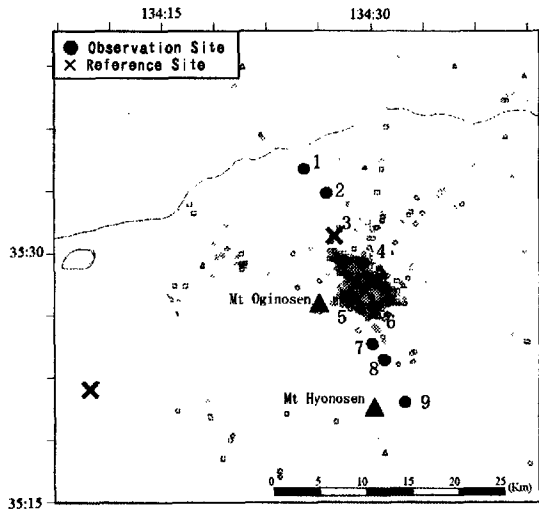 134:15 134:30
Observation Site
Reference Site
1
2
3
35:30
4
Mt Oginosen
5 6
7
8
Mt Hyonosen
9
0 5 10 15 20 25
(Km)
35:15